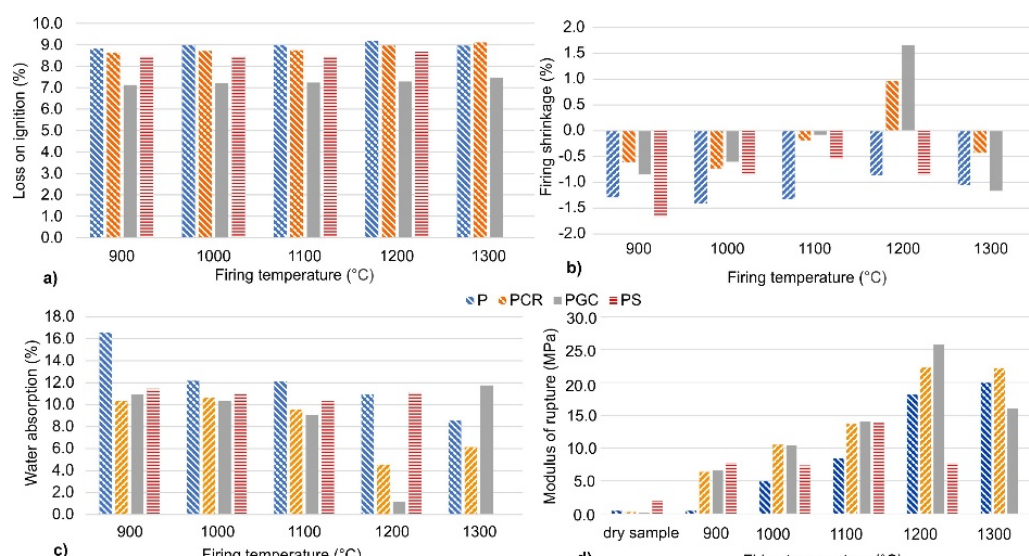 10.0
9.0
8.0
7.0
6.0
5.0
4.0
3.0
2.0
1.0
0.0
Loss on ignition (%)
900 1000 1100 1200 1300
a)
Firing temperature (°C)
b)
2.0
1.5
1.0
0.5
0.0
-0.5
-1.0
-1.5
-2.0
Firing shrinkage (%)
900 1000 1100 1200 1300
b)
Firing temperature (°C)
P PCR PGC PS
18.0
16.0
14.0
12.0
10.0
8.0
6.0
4.0
2.0
0.0
Water absorption (%)
900 1000 1100 1200 1300
c)
Firing temperature (°C)
30.0
25.0
20.0
15.0
10.0
5.0
0.0
Modulus of rupture (MPa)
dry sample 900 1000 1100 1200 1300
d)
Firing temperature (°C)